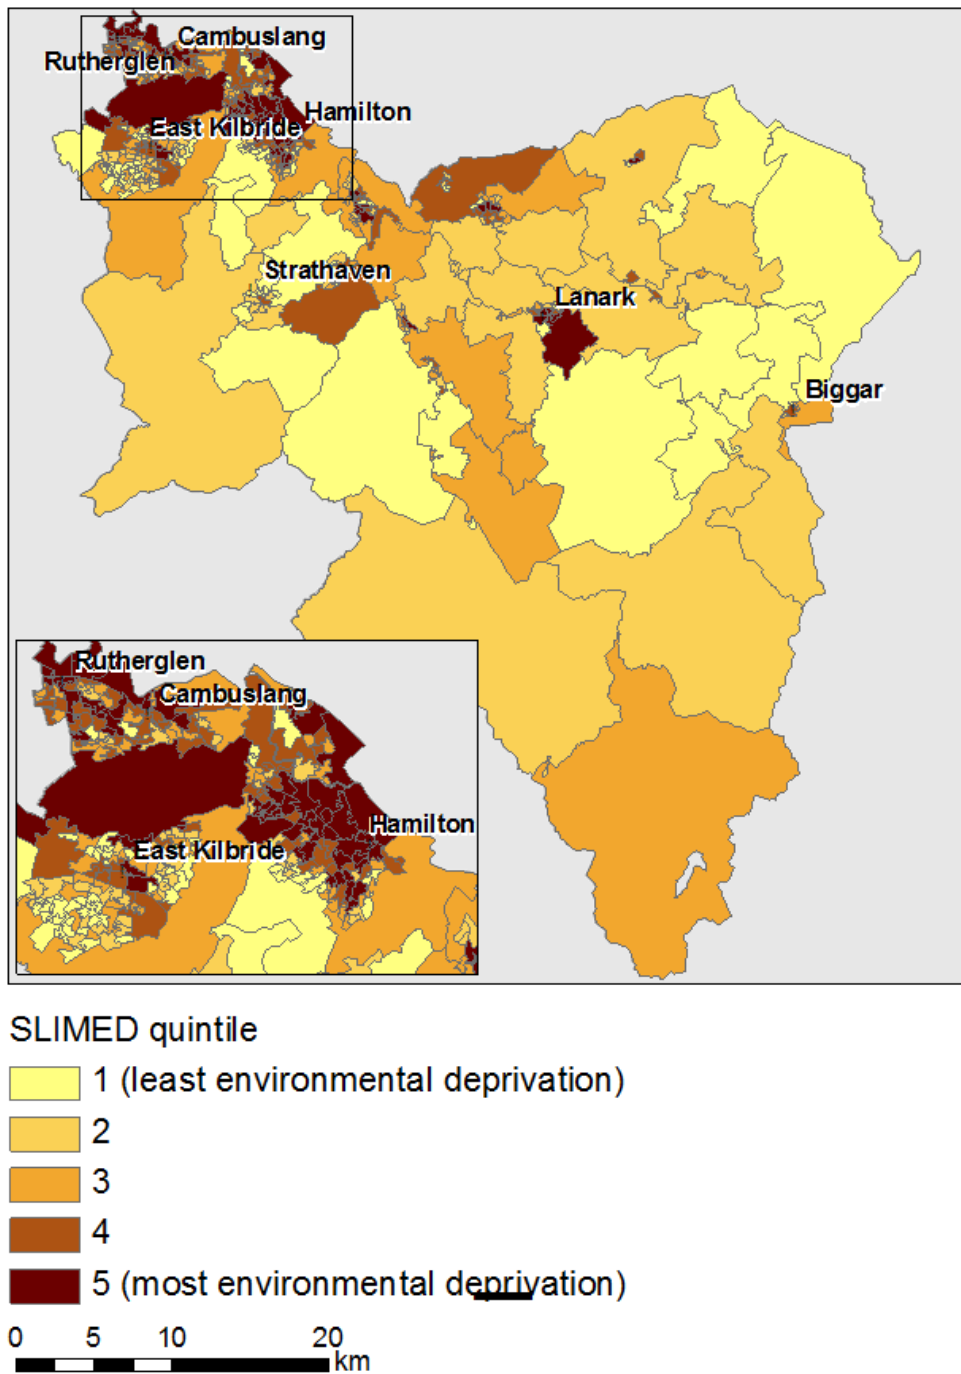 Cambuslang
Rutherglen
Hamilton
East Kilbride
Strathaven
Lanark
Biggar
Rutherglen
Cambuslang
Hamilton
East Kilbride
SLIMED quintile
1 (least environmental deprivation)
2
3
4
5 (most environmental deprivation)
0 5 10 20
km